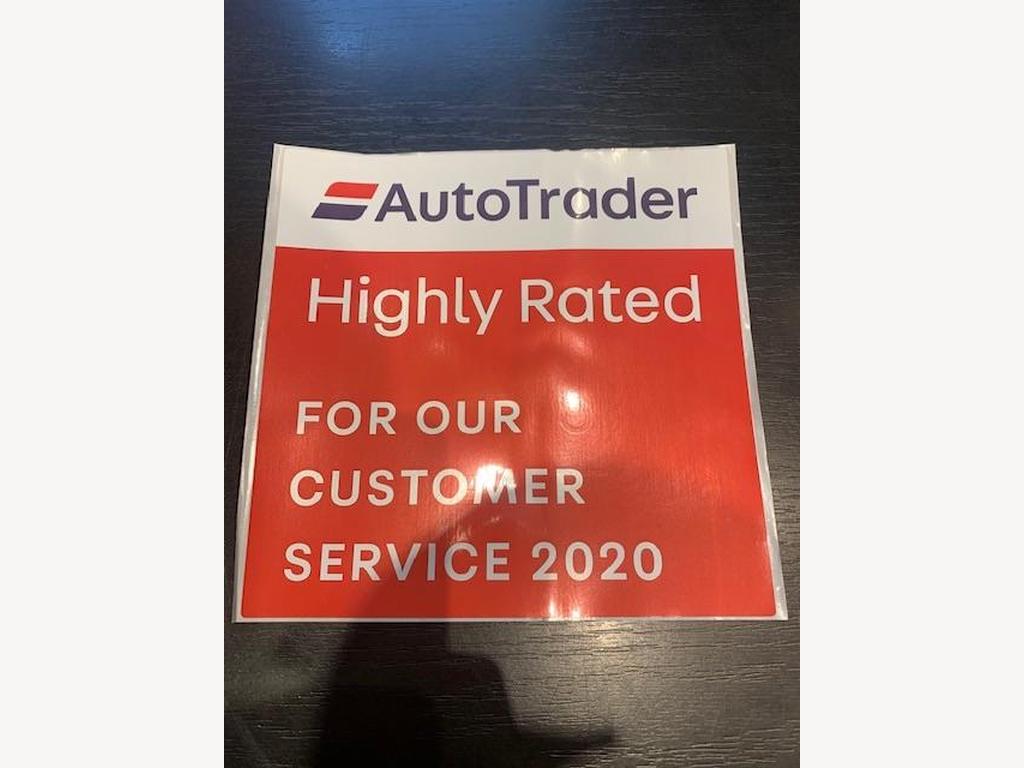 AutoTrader
Highly Rated
FOR OUR
CUSTOMER
SERVICE 2020